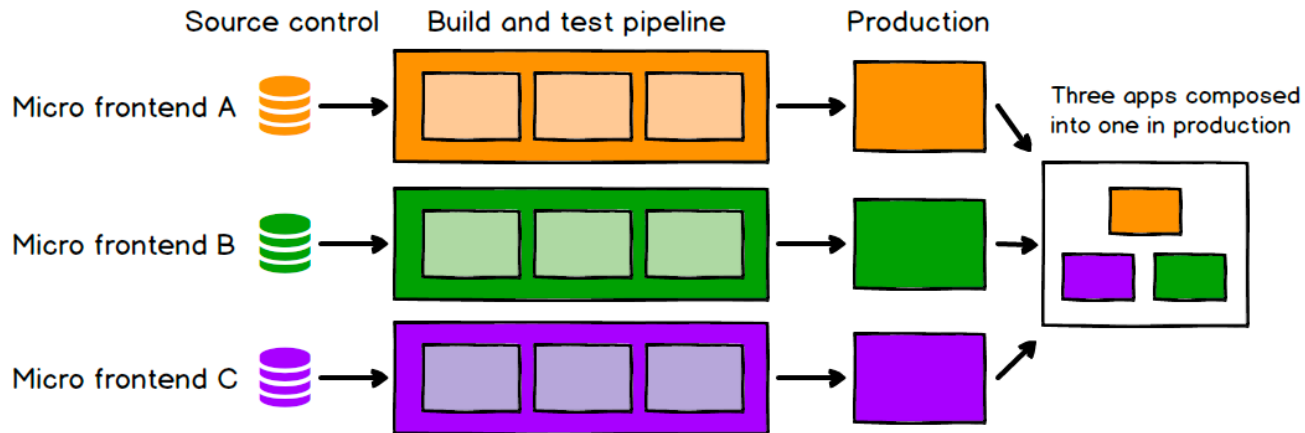 Source control
Build and test pipeline
Production
Micro frontend A
Three apps composed
into one in production
Micro frontend B
Micro frontend C